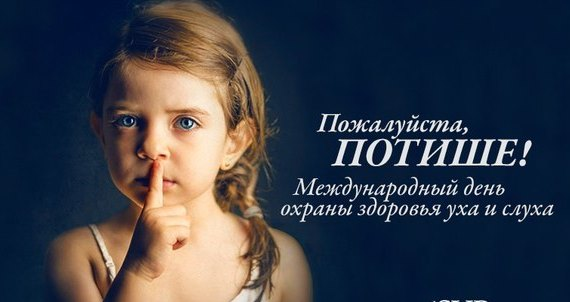 Пожалуйста,
ПОТИШЕ!
Международный день
охраны здоровья уха и слуха